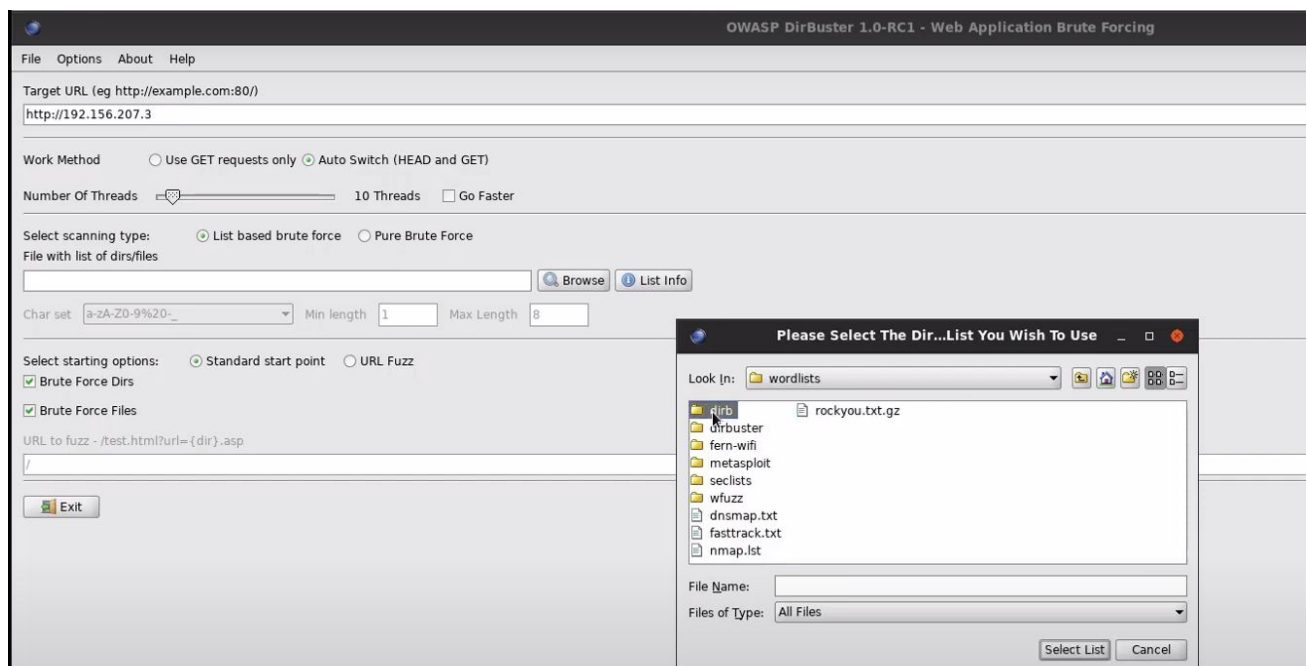 OWASP DirBuster 1.0-RC1 - Web Application Brute Forcing
File Options About Help
Target URL (eg http://example.com:80/)
http://192.156.207.3
Work Method Use GET requests only Auto Switch (HEAD and GET)
Number Of Threads 10 Threads Go Faster
Select scanning type: List based brute force Pure Brute Force
File with list of dirs/files
Browse List Info
Char set a-zA-Z0-9%20-_ Min length 1 Max Length 8
Select starting options: Standard start point URL Fuzz
Brute Force Dirs
Brute Force Files
URL to fuzz - /test.html?url={dir}.asp
/
Exit
Please Select The Dir...List You Wish To Use
Look In: wordlists
dirb rockyou.txt.gz
dirbuster
fern-wifi
metasploit
seclists
wfuzz
dnsmap.txt
fasttrack.txt
nmap.lst
File Name:
Files of Type: All Files
Select List Cancel